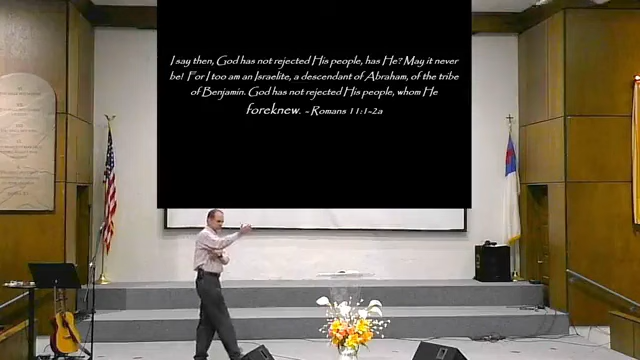 I say then, God has not rejected His people, has He? May it never
be! For I too am an Israelite, a descendant of Abraham, of the tribe
of Benjamin. God has not rejected His people, whom He
foreknew. - Romans 11:1-2a